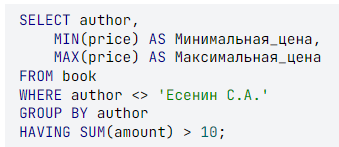 SELECT author,
    MIN(price) AS Минимальная_цена,
    MAX(price) AS Максимальная_цена
FROM book
WHERE author <> 'Есенин С.А.'
GROUP BY author
HAVING SUM(amount) > 10;